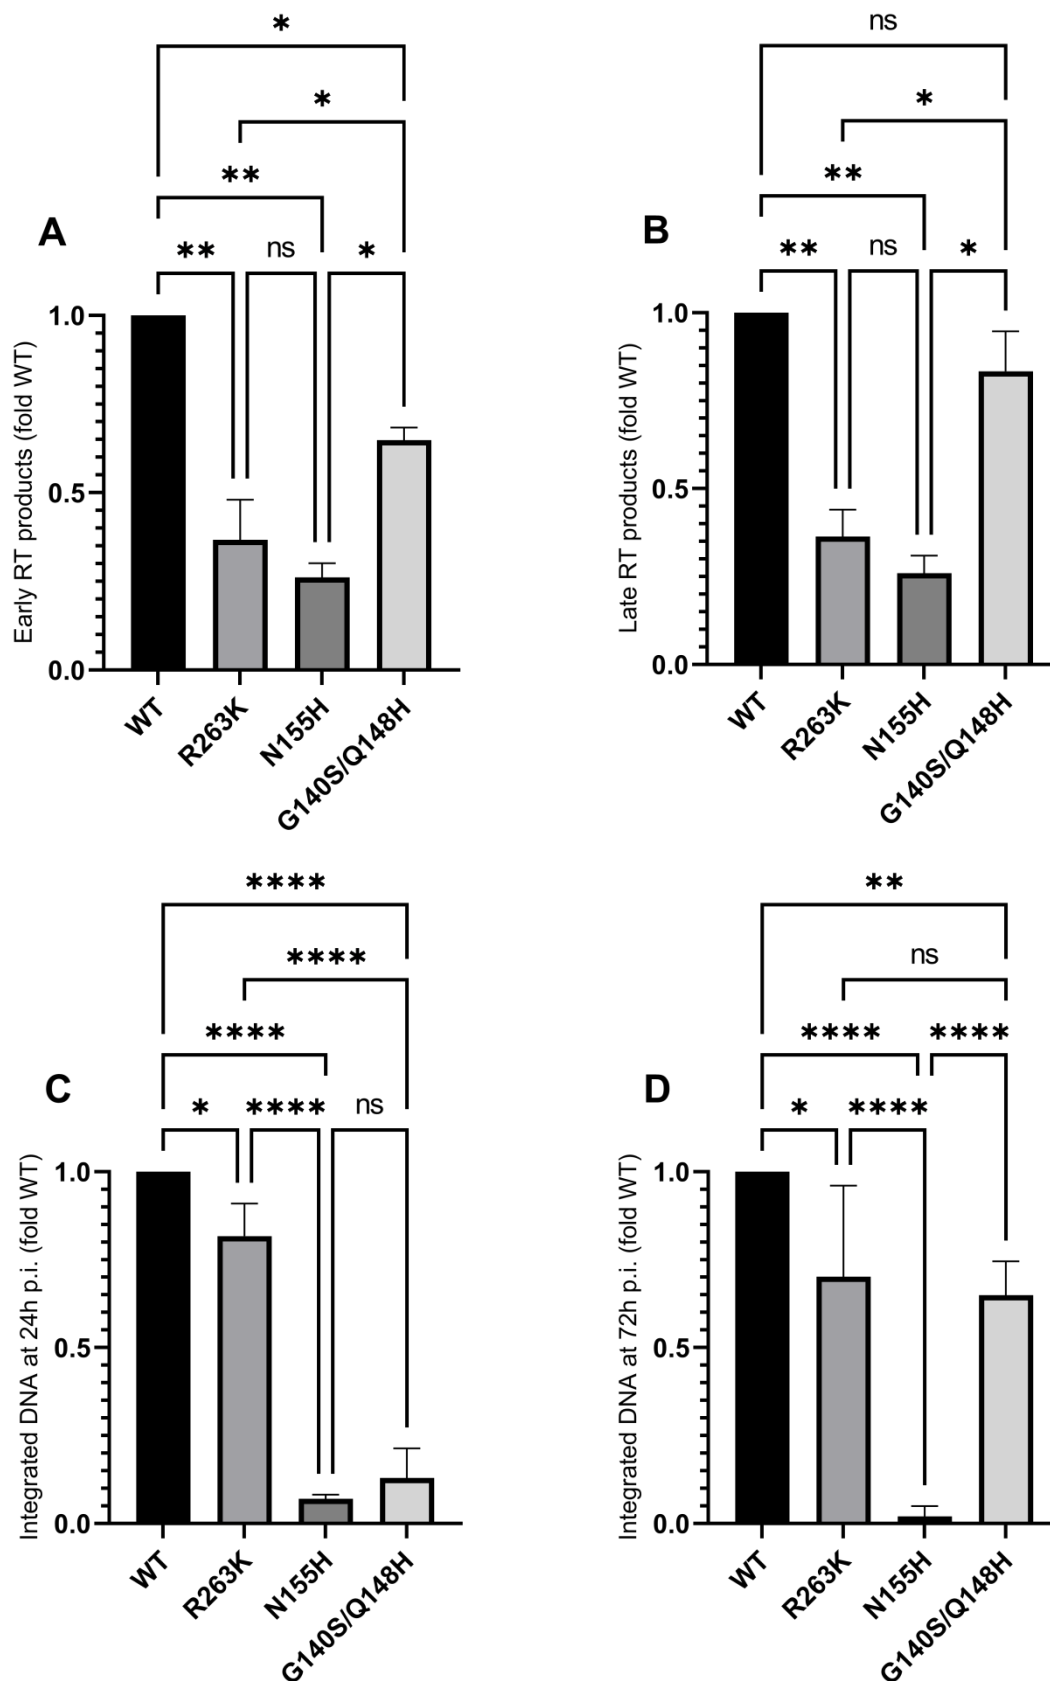 *
*
**
A
** ns *
1.0
0.5
0.0
Early RT products (fold WT)
WT
R263K
N155H
G140S/Q148H
ns
*
**
B
** ns *
1.0
0.5
0.0
Late RT products (fold WT)
WT
R263K
N155H
G140S/Q148H
****
****
****
C
* **** ns
1.0
0.5
0.0
Integrated DNA at 24h p.i. (fold WT)
WT
R263K
N155H
G140S/Q148H
**
ns
**** ****
D
* ****
1.0
0.5
0.0
Integrated DNA at 72h p.i. (fold WT)
WT
R263K
N155H
G140S/Q148H